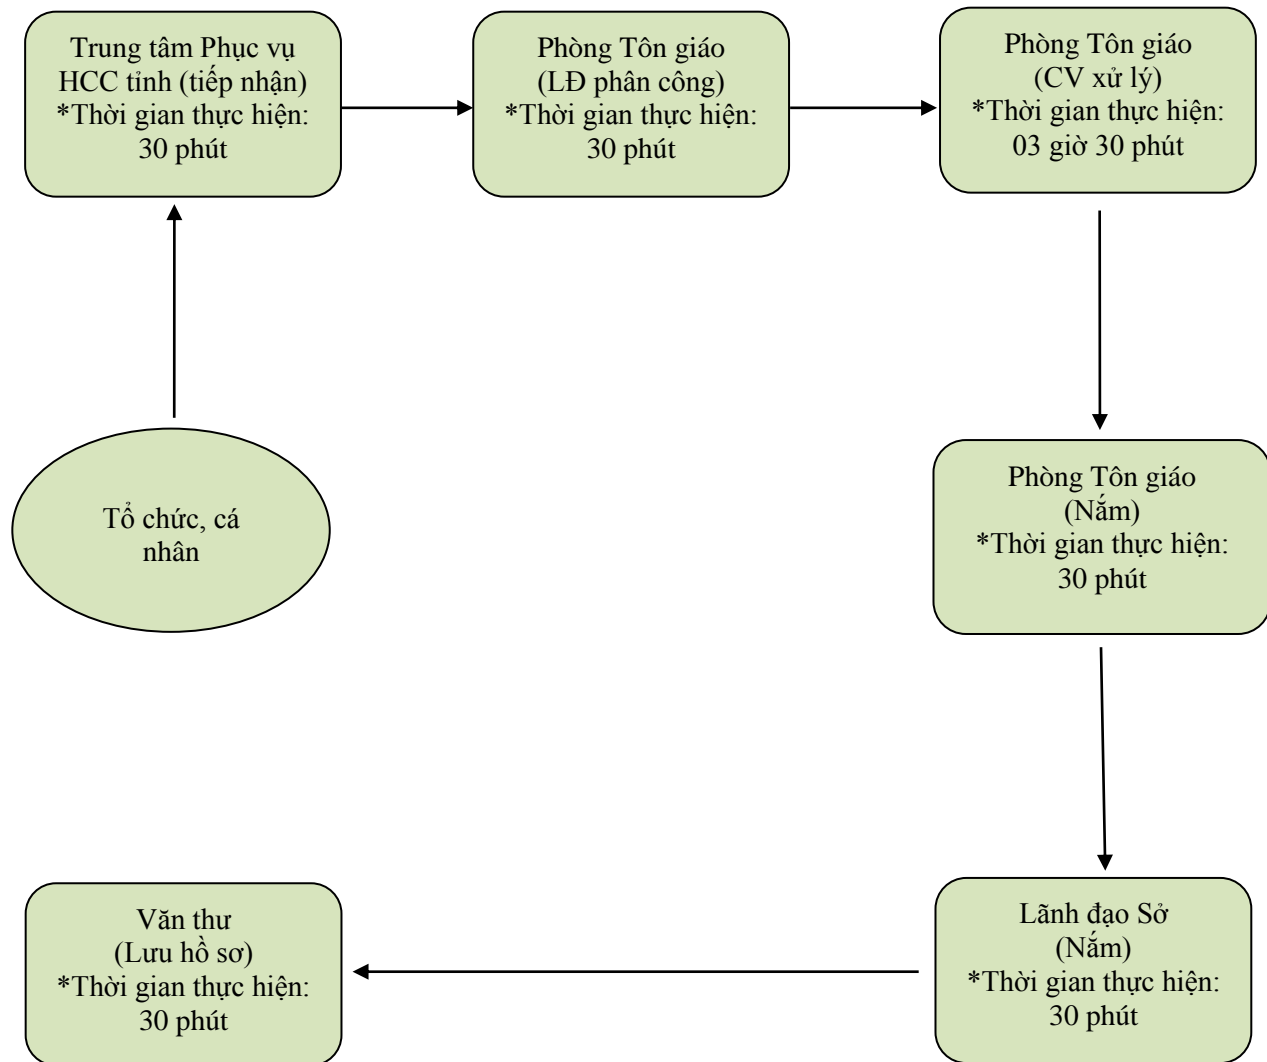 Trung tâm Phục vụ
HCC tỉnh (tiếp nhận)
*Thời gian thực hiện:
30 phút
Phòng Tôn giáo
(LĐ phân công)
*Thời gian thực hiện:
30 phút
Phòng Tôn giáo
(CV xử lý)
*Thời gian thực hiện:
03 giờ 30 phút
Tổ chức, cá
nhân
Phòng Tôn giáo
(Nắm)
*Thời gian thực hiện:
30 phút
Lãnh đạo Sở
(Nắm)
*Thời gian thực hiện:
30 phút
Văn thư
(Lưu hồ sơ)
*Thời gian thực hiện:
30 phút